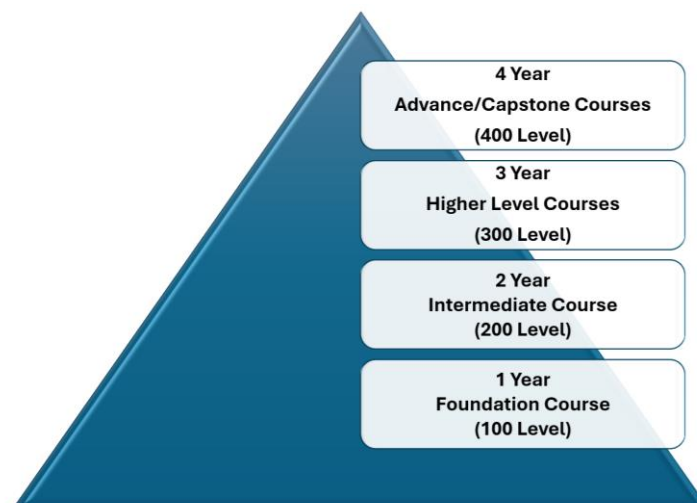 4 Year
Advance/Capstone Courses
(400 Level)
3 Year
Higher Level Courses
(300 Level)
2 Year
Intermediate Course
(200 Level)
1 Year
Foundation Course
(100 Level)